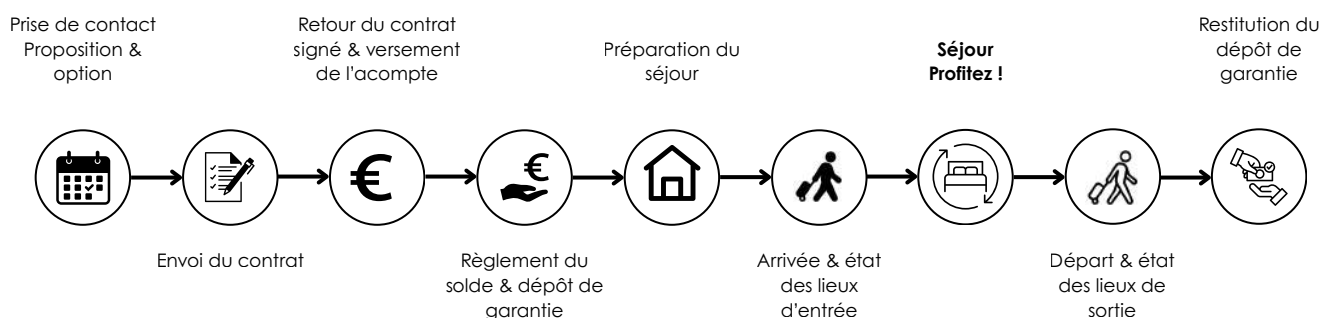 Prise de contact
Proposition &
option
Envoi du contrat
Retour du contrat
signé & versement
de l'acompte
Règlement du
solde & dépôt de
garantie
Préparation du
séjour
Arrivée & état
des lieux
d'entrée
Séjour
Profitez !
Départ & état
des lieux de
sortie
Restitution du
dépôt de
garantie